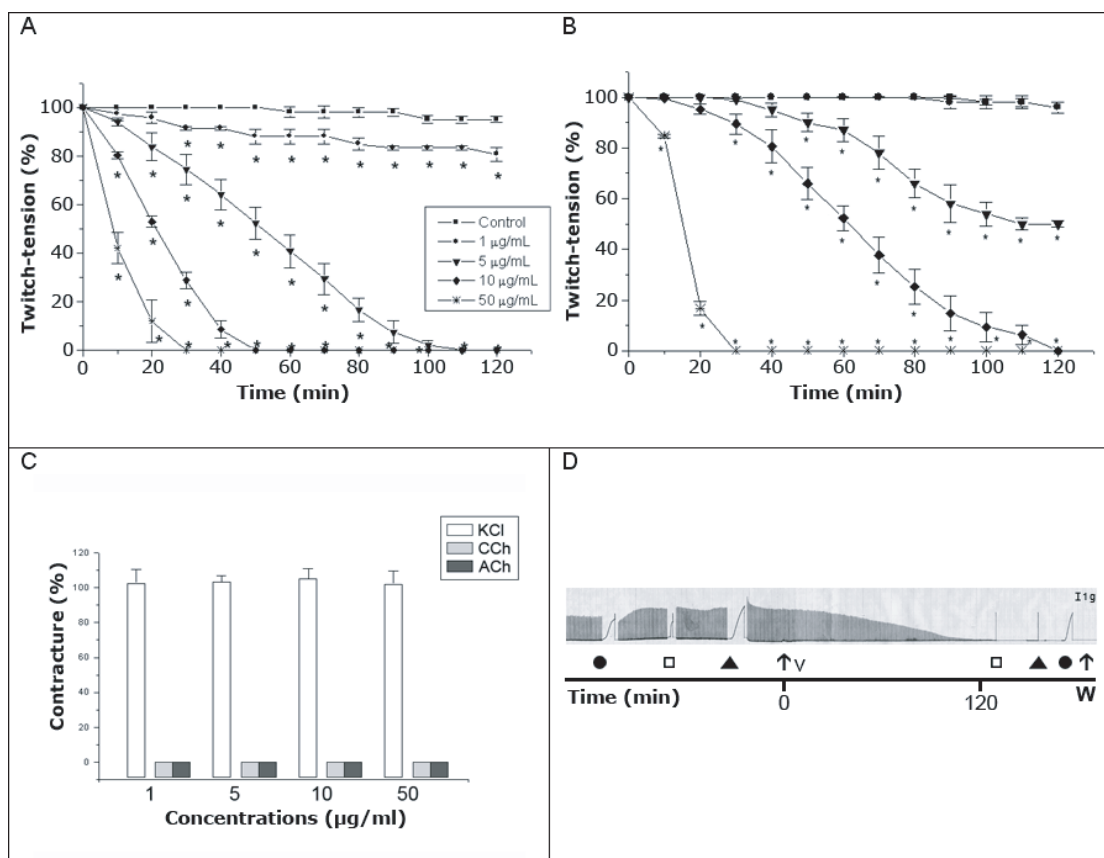 A
Twitch-tension (%)
100
80
60
40
20
0
0 20 40 60 80 100 120
Time (min)
Control
1 µg/mL
5 µg/mL
10 µg/mL
50 µg/mL
B
Twitch-tension (%)
100
80
60
40
20
0
0 20 40 60 80 100 120
Time (min)
C
KCl
CCh
ACh
Contracture (%)
120
100
80
60
40
20
0
1 5 10 50
Concentrations (µg/ml)
D
I1g
V
Time (min) 0 120 W